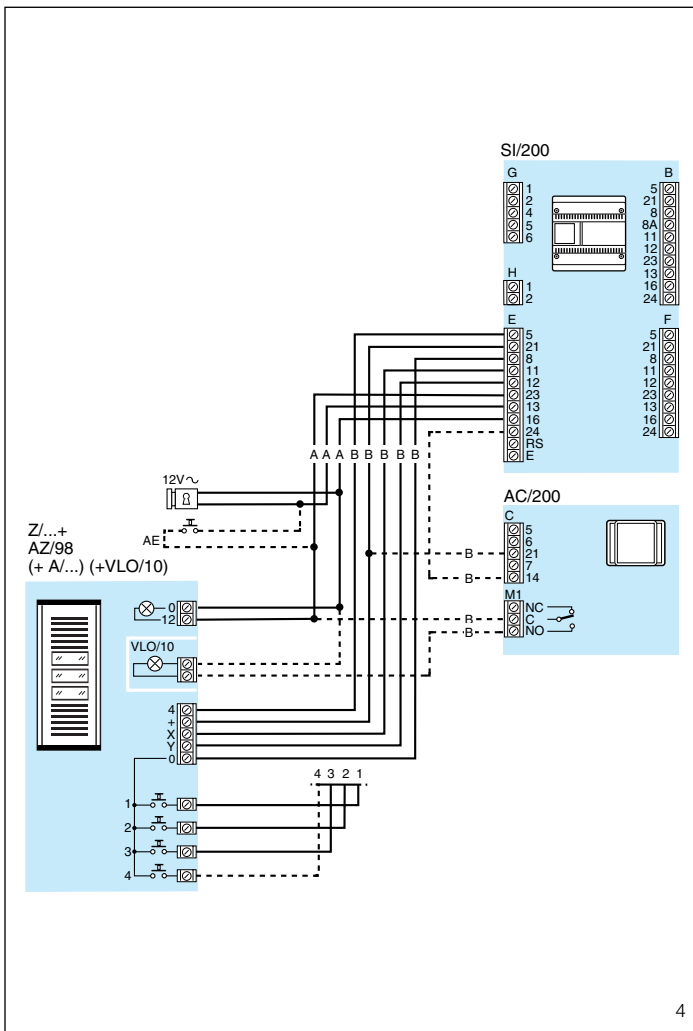 SI/200
G B
1 5
2 21
4 8
5 8A
6 11
12
23
H 13
1 16
2 24
E F
5 5
21 21
8 8
11 11
12 12
23 23
13 13
16 16
24 24
RS
E
A A A B B B B B
12V~
AE
AC/200
C
5
6
B 21
7
B 14
M1
NC
B C
B NO
Z/...+
AZ/98
(+ A/...) (+VLO/10)
0
12
VLO/10
4
+
X
Y
0
4 3 2 1
1
2
3
4
4